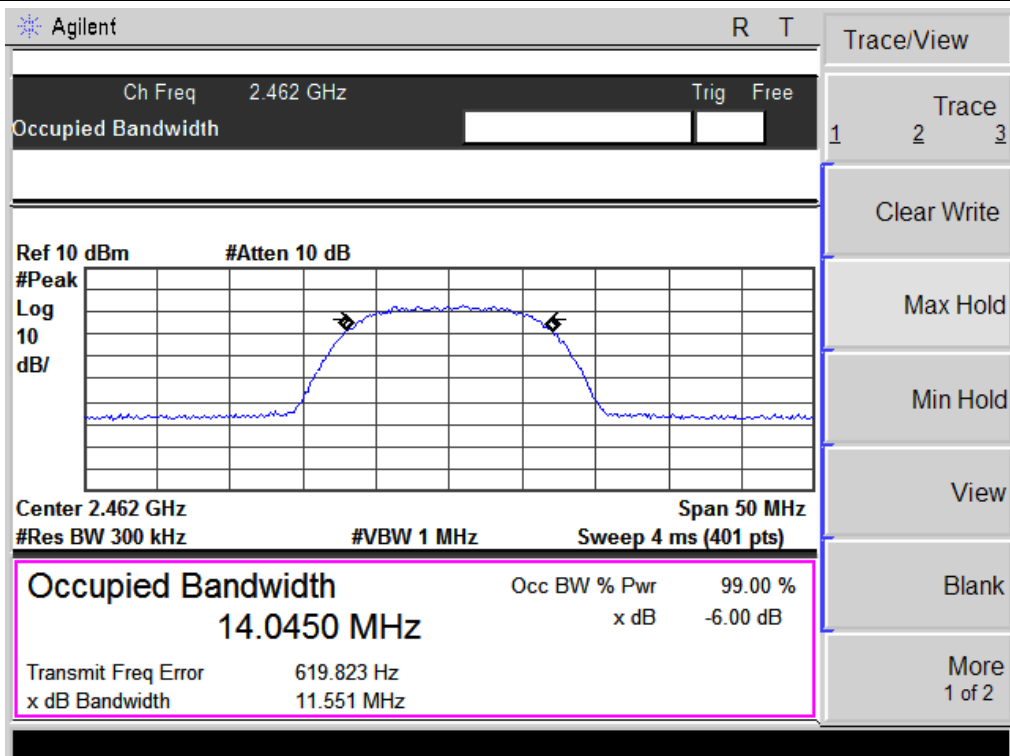 Agilent R T
Trace/View
Ch Freq 2.462 GHz Trig Free
Occupied Bandwidth
Trace
1 2 3
Clear Write
Ref 10 dBm #Atten 10 dB
#Peak
Log
10
dB/
Max Hold
Min Hold
View
Center 2.462 GHz Span 50 MHz
#Res BW 300 kHz #VBW 1 MHz Sweep 4 ms (401 pts)
Occupied Bandwidth Occ BW % Pwr 99.00 %
14.0450 MHz x dB -6.00 dB
Transmit Freq Error 619.823 Hz
x dB Bandwidth 11.551 MHz
Blank
More
1 of 2